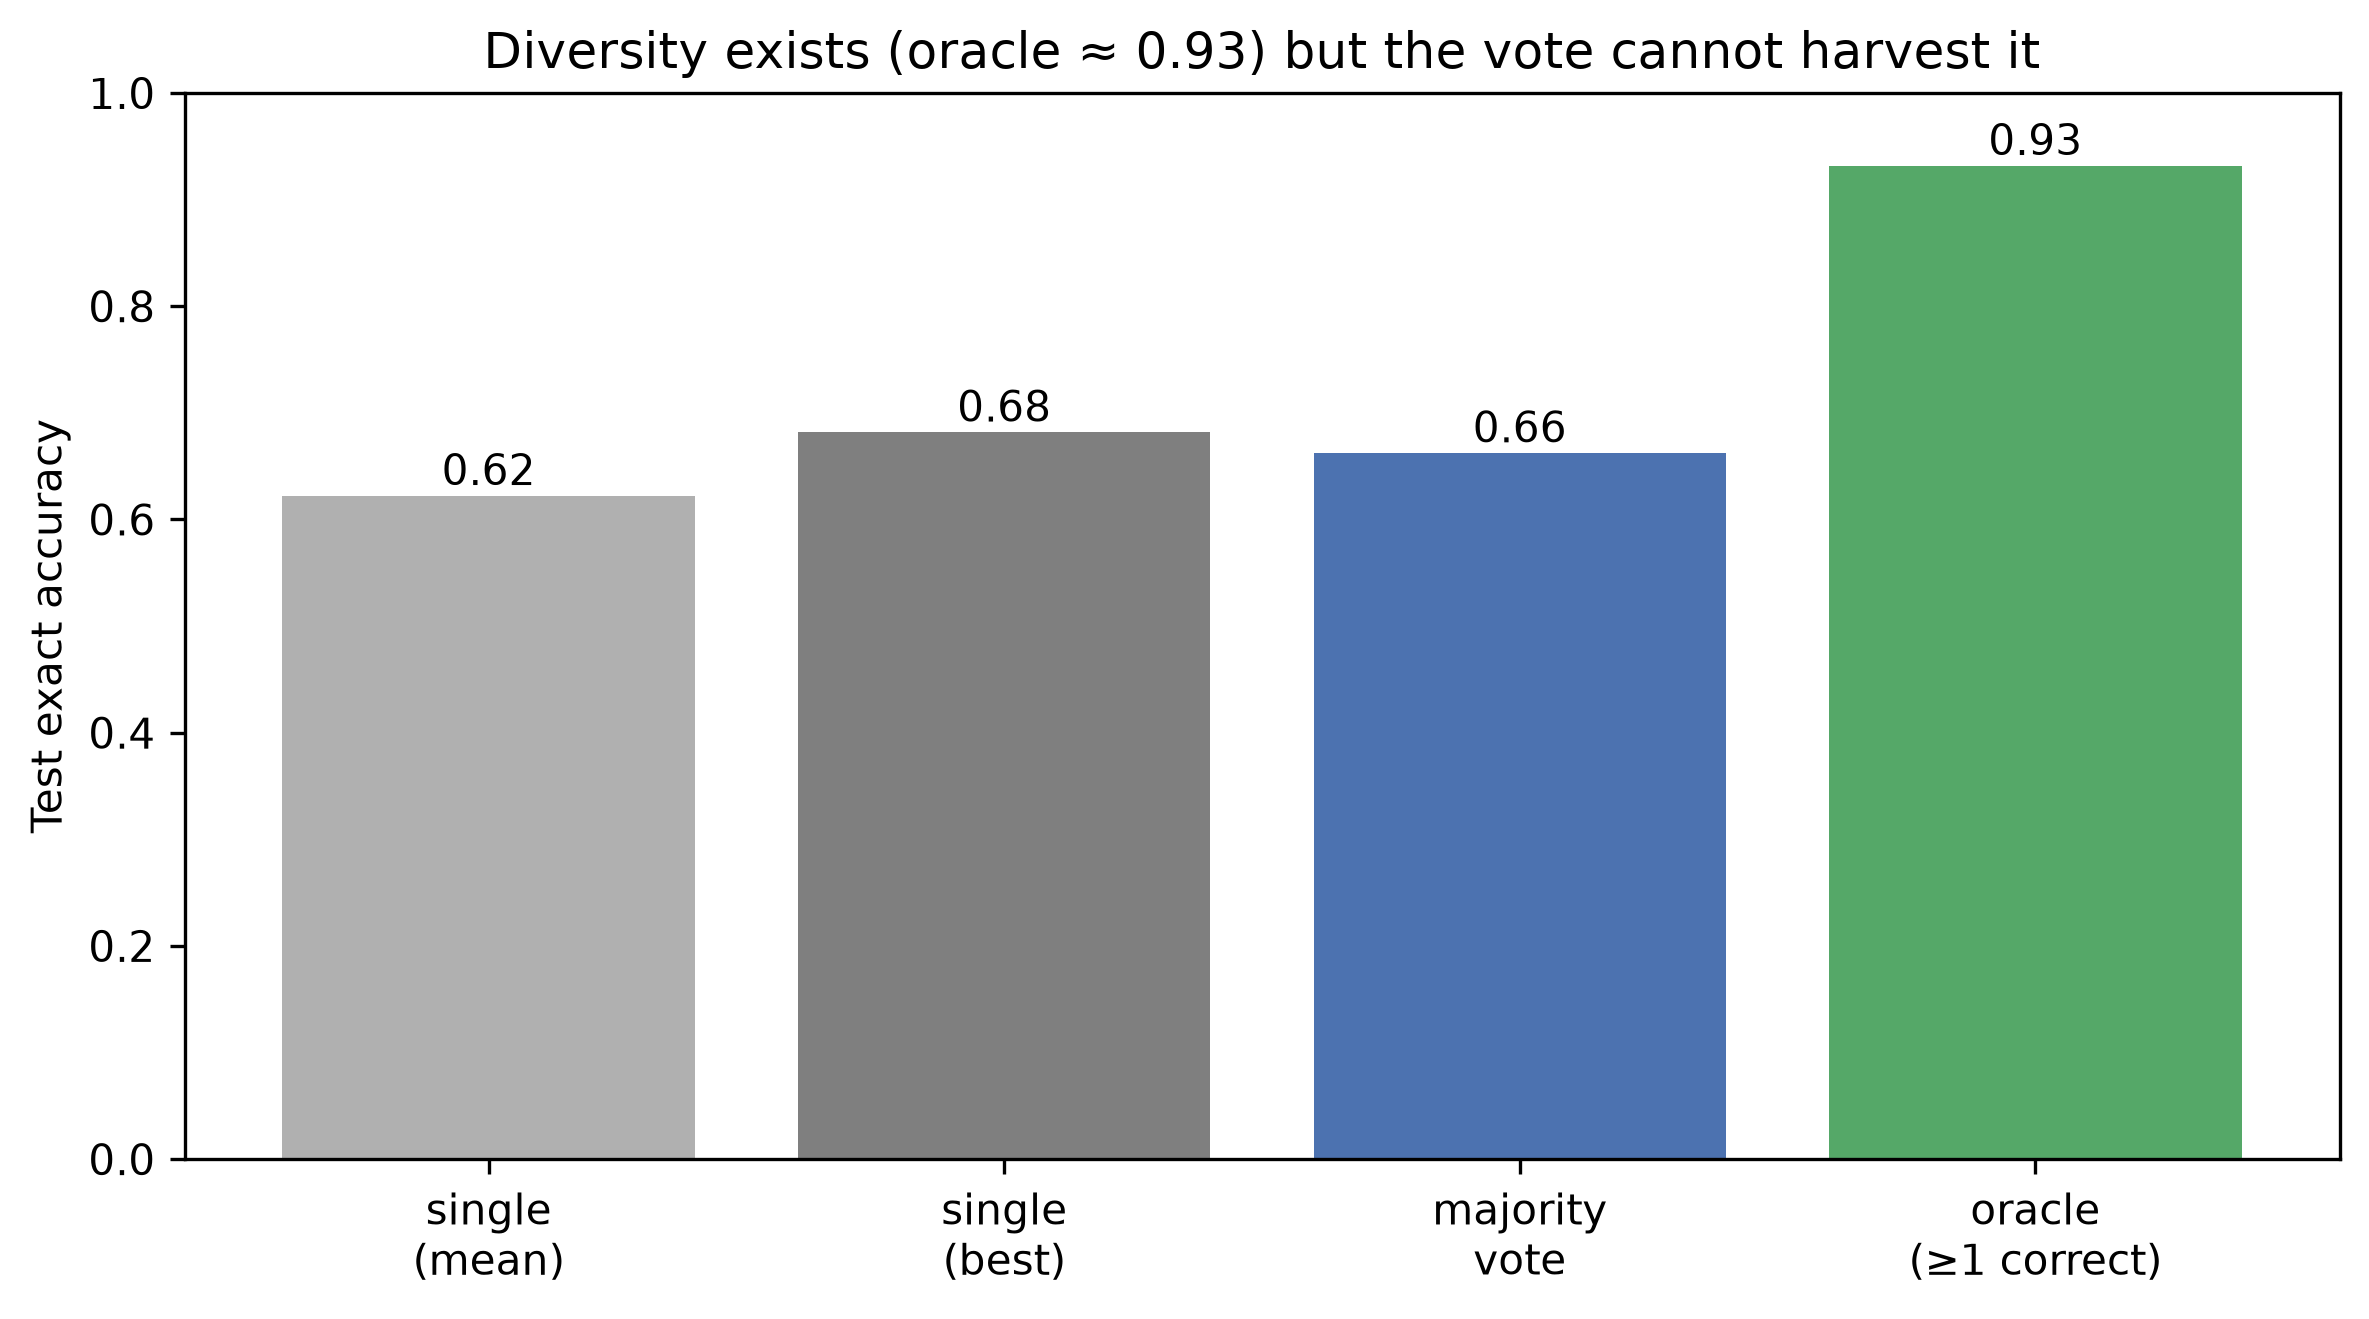 Diversity exists (oracle ≈ 0.93) but the vote cannot harvest it
Test exact accuracy
1.0
0.8
0.6
0.4
0.2
0.0
0.62
0.68
0.66
0.93
single
(mean)
single
(best)
majority
vote
oracle
(≥1 correct)